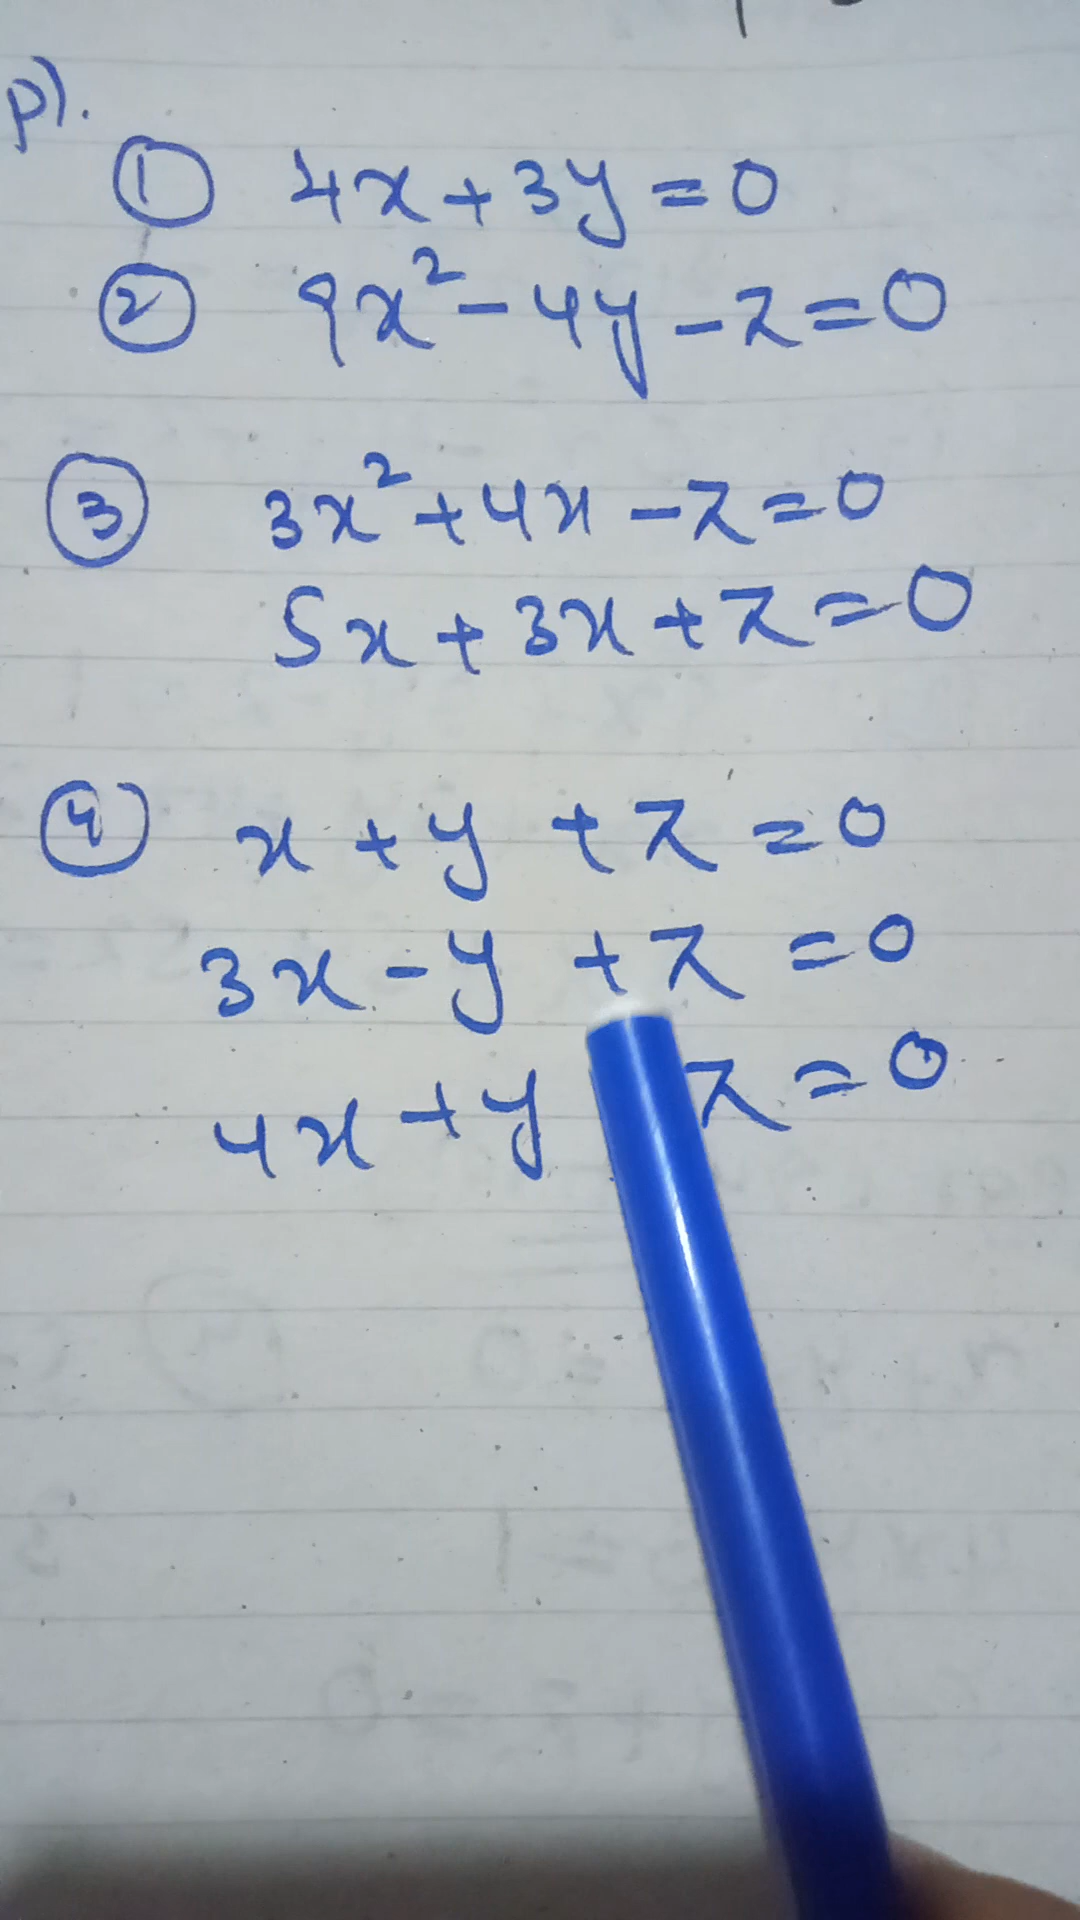 p).
① 4x + 3y = 0
② 9x² - 4y - z = 0
③ 3x² + 4x - z = 0
5x + 3x + z = 0
④ x + y + z = 0
3x - y + z = 0
4x + y z = 0